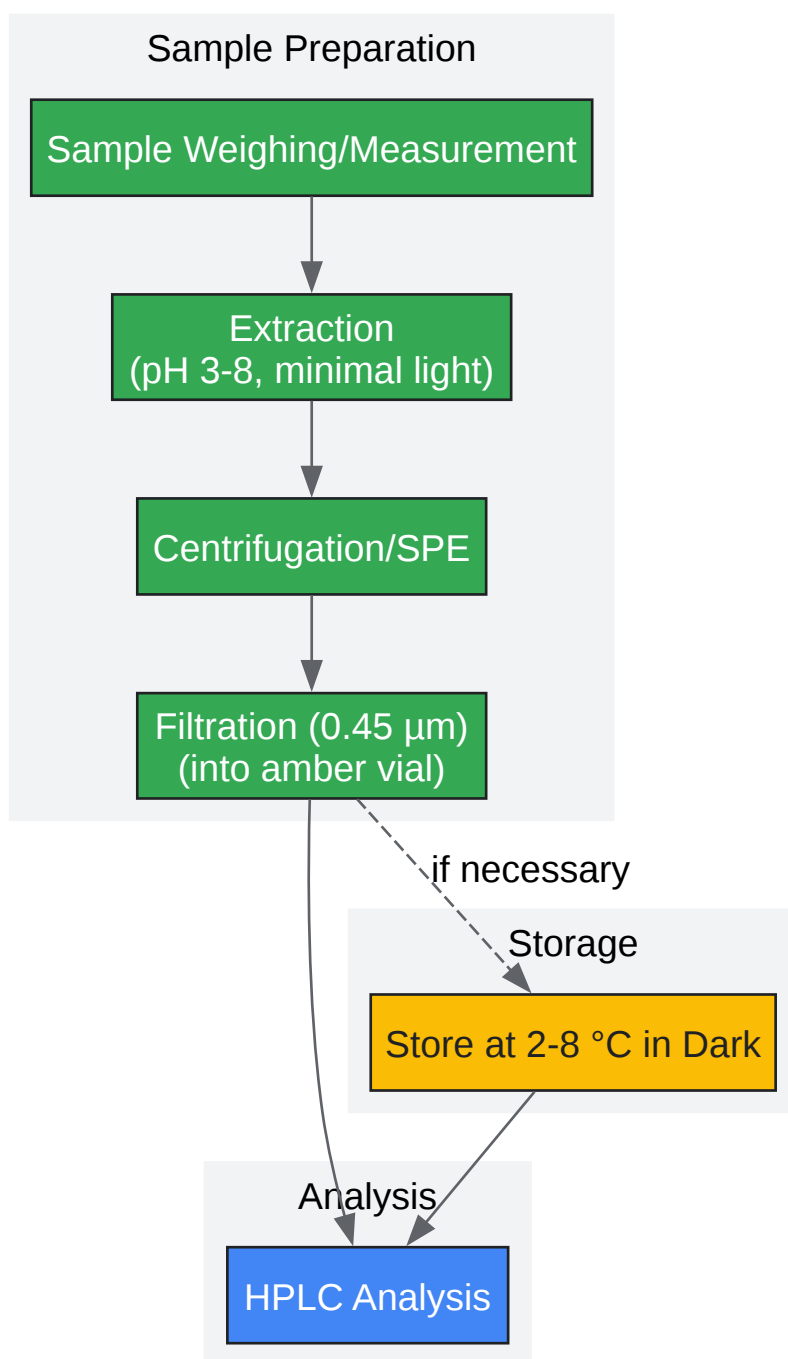 Sample Preparation
Sample Weighing/Measurement
Extraction
(pH 3-8, minimal light)
Centrifugation/SPE
Filtration (0.45 µm)
(into amber vial)
if necessary
Storage
Store at 2-8 °C in Dark
Analysis
HPLC Analysis